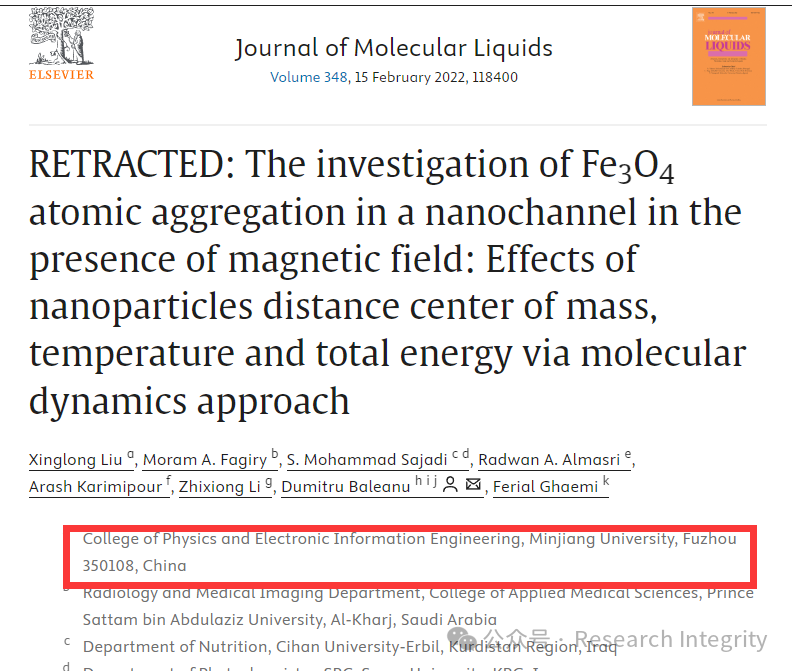 ELSEVIER
Journal of Molecular Liquids
Volume 348, 15 February 2022, 118400
JOURNAL OF
MOLECULAR
LIQUIDS
RETRACTED: The investigation of Fe₃O₄
atomic aggregation in a nanochannel in the
presence of magnetic field: Effects of
nanoparticles distance center of mass,
temperature and total energy via molecular
dynamics approach
Xinglong Liu ᵃ, Moram A. Fagiry ᵇ, S. Mohammad Sajadi ᶜ ᵈ, Radwan A. Almasri ᵉ,
Arash Karimipour ᶠ, Zhixiong Li ᵍ, Dumitru Baleanu ʰ ⁱ ʲ, Ferial Ghaemi ᵏ
College of Physics and Electronic Information Engineering, Minjiang University, Fuzhou
350108, China
Radiology and Medical Imaging Department, College of Applied Medical Sciences, Prince
Sattam bin Abdulaziz University, Al-Kharj, Saudi Arabia
c Department of Nutrition, Cihan University-Erbil, Kurdistan Region, Iraq
公众号 · Research Integrity
d